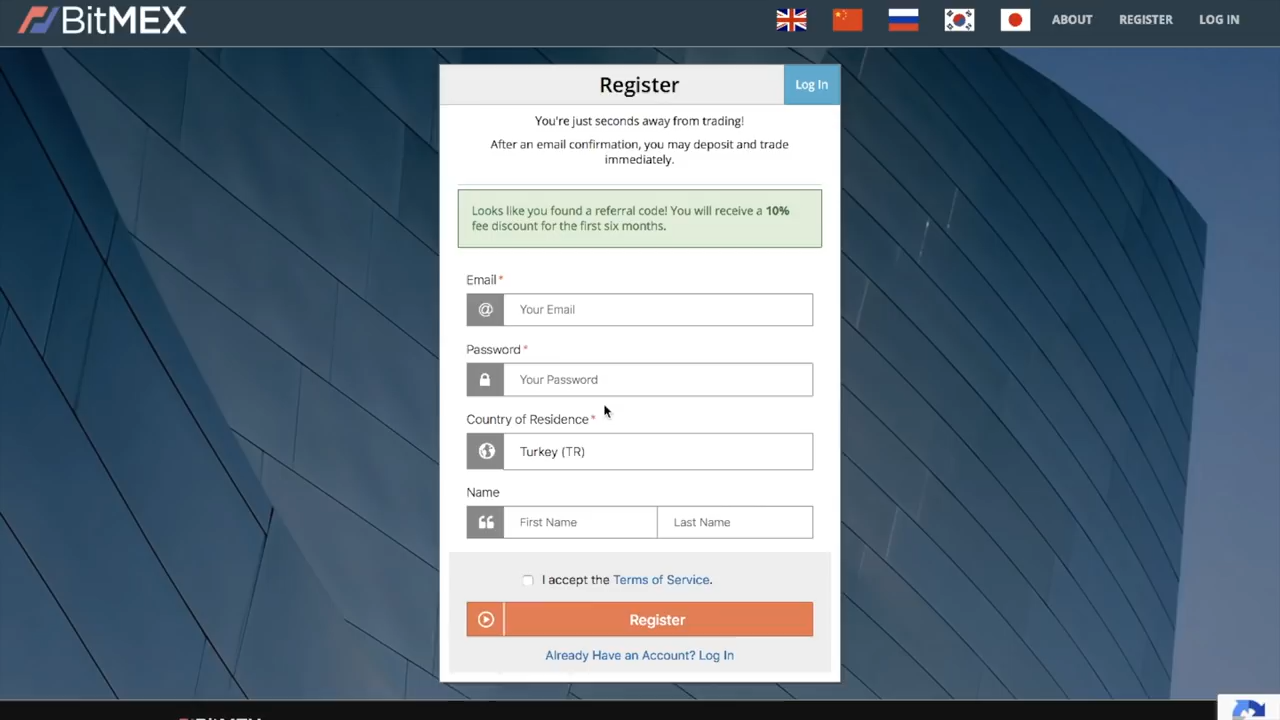 BitMEX
ABOUT
REGISTER
LOG IN
Register
Log In
You're just seconds away from trading!
After an email confirmation, you may deposit and trade
immediately.
Looks like you found a referral code! You will receive a 10%
fee discount for the first six months.
Email *
@ Your Email
Password *
Your Password
Country of Residence *
Turkey (TR)
Name
First Name
Last Name
I accept the Terms of Service.
Register
Already Have an Account? Log In
BitMEX